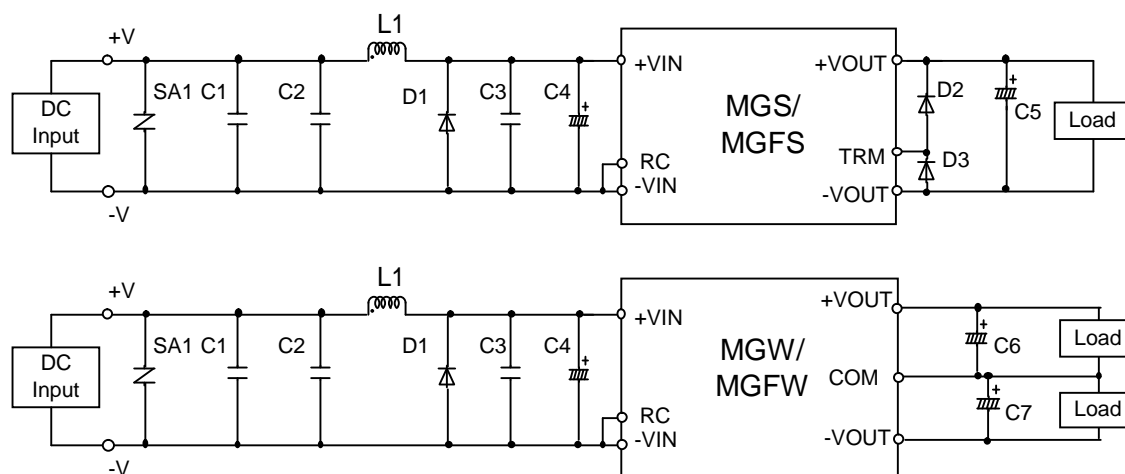 L1
+V
SA1
C1
C2
D1
C3
C4
+
+VIN
MGS/
MGFS
+VOUT
D2
+
C5
DC
Input
Load
TRM
D3
RC
-VIN
-VOUT
-V
L1
+V
SA1
C1
C2
D1
C3
C4
+
+VIN
MGW/
MGFW
+VOUT
+
C6
Load
DC
Input
COM
+
C7
Load
RC
-VIN
-VOUT
-V